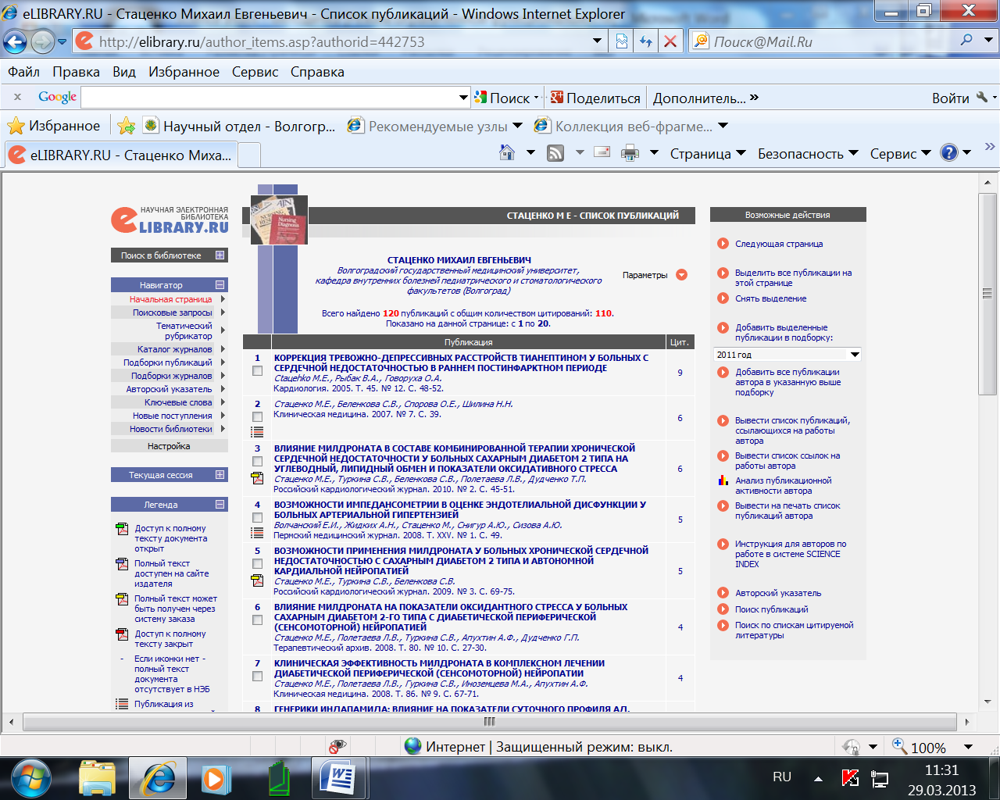 eLIBRARY.RU - Стаценко Михаил Евгеньевич - Список публикаций - Windows Internet Explorer
http://elibrary.ru/author_items.asp?authorid=442753
Поиск@Mail.Ru
Файл Правка Вид Избранное Сервис Справка
x Google Поиск Поделиться Дополнитель... » Войти
Избранное Научный отдел - Волгогр... Рекомендуемые узлы Коллекция веб-фрагме...
eLIBRARY.RU - Стаценко Миха... Страница Безопасность Сервис »
НАУЧНАЯ ЭЛЕКТРОННАЯ
БИБЛИОТЕКА
eLIBRARY.RU
Поиск в библиотеке
Навигатор
Начальная страница
Поисковые запросы
Тематический
рубрикатор
Каталог журналов
Подборки публикаций
Подборки журналов
Авторский указатель
Ключевые слова
Новые поступления
Новости библиотеки
Настройка
Текущая сессия
Легенда
Доступ к полному
тексту документа
открыт
Полный текст
доступен на сайте
издателя
Полный текст может
быть получен через
систему заказа
Доступ к полному
тексту закрыт
- Если иконки нет -
полный текст
документа
отсутствует в НЭБ
Публикация из
СТАЦЕНКО М Е - СПИСОК ПУБЛИКАЦИЙ
СТАЦЕНКО МИХАИЛ ЕВГЕНЬЕВИЧ
Волгоградский государственный медицинский университет,
кафедра внутренних болезней педиатрического и стоматологического
факультетов (Волгоград)
Параметры
Всего найдено 120 публикаций с общим количеством цитирований: 110.
Показано на данной странице: с 1 по 20.
Публикация Цит.
1 КОРРЕКЦИЯ ТРЕВОЖНО-ДЕПРЕССИВНЫХ РАССТРОЙСТВ ТИАНЕПТИНОМ У БОЛЬНЫХ С
СЕРДЕЧНОЙ НЕДОСТАТОЧНОСТЬЮ В РАННЕМ ПОСТИНФАРКТНОМ ПЕРИОДЕ
Cтaцehko M.E., Рыбак В.А., Говоруха О.А.
Кардиология. 2005. Т. 45. № 12. С. 48-52.
9
2 Стаценко М.Е., Беленкова С.В., Спорова О.Е., Шилина Н.Н.
Клиническая медицина. 2007. № 7. С. 39.
6
3 ВЛИЯНИЕ МИЛДРОНАТА В СОСТАВЕ КОМБИНИРОВАННОЙ ТЕРАПИИ ХРОНИЧЕСКОЙ
СЕРДЕЧНОЙ НЕДОСТАТОЧНОСТИ У БОЛЬНЫХ САХАРНЫМ ДИАБЕТОМ 2 ТИПА НА
УГЛЕВОДНЫЙ, ЛИПИДНЫЙ ОБМЕН И ПОКАЗАТЕЛИ ОКСИДАТИВНОГО СТРЕССА
Стаценко М.Е., Туркина С.В., Беленкова С.В., Полетаева Л.В., Дудченко Г.П.
Российский кардиологический журнал. 2010. № 2. С. 45-51.
6
4 ВОЗМОЖНОСТИ ИМПЕДАНСОМЕТРИИ В ОЦЕНКЕ ЭНДОТЕЛИАЛЬНОЙ ДИСФУНКЦИИ У
БОЛЬНЫХ АРТЕРИАЛЬНОЙ ГИПЕРТЕНЗИЕЙ
Волчанский Е.И., Жидких А.Н., Стаценко М., Снигур А.Ю., Сизова А.Ю.
Пермский медицинский журнал. 2008. Т. XXV. № 1. С. 49.
5
5 ВОЗМОЖНОСТИ ПРИМЕНЕНИЯ МИЛДРОНАТА У БОЛЬНЫХ ХРОНИЧЕСКОЙ СЕРДЕЧНОЙ
НЕДОСТАТОЧНОСТЬЮ С САХАРНЫМ ДИАБЕТОМ 2 ТИПА И АВТОНОМНОЙ
КАРДИАЛЬНОЙ НЕЙРОПАТИЕЙ
Стаценко М.Е., Туркина С.В., Беленкова С.В.
Российский кардиологический журнал. 2009. № 3. С. 69-75.
5
6 ВЛИЯНИЕ МИЛДРОНАТА НА ПОКАЗАТЕЛИ ОКСИДАНТНОГО СТРЕССА У БОЛЬНЫХ
САХАРНЫМ ДИАБЕТОМ 2-ГО ТИПА С ДИАБЕТИЧЕСКОЙ ПЕРИФЕРИЧЕСКОЙ
(СЕНСОМОТОРНОЙ) НЕЙРОПАТИЕЙ
Стаценко М.Е., Полетаева Л.В., Туркина С.В., Апухтин А.Ф., Дудченко Г.П.
Терапевтический архив. 2008. Т. 80. № 10. С. 27-30.
4
7 КЛИНИЧЕСКАЯ ЭФФЕКТИВНОСТЬ МИЛДРОНАТА В КОМПЛЕКСНОМ ЛЕЧЕНИИ
ДИАБЕТИЧЕСКОЙ ПЕРИФЕРИЧЕСКОЙ (СЕНСОМОТОРНОЙ) НЕЙРОПАТИИ
Стаценко М.Е., Полетаева Л.В., Гуркина С.В., Иноземцева М.А., Апухтин А.Ф.
Клиническая медицина. 2008. Т. 86. № 9. С. 67-71.
4
8 ГЕНЕРИКИ ИНДАПАМИДА: ВЛИЯНИЕ НА ПОКАЗАТЕЛИ СУТОЧНОГО ПРОФИЛЯ АД,
Возможные действия
Следующая страница
Выделить все публикации на
этой странице
Снять выделение
Добавить выделенные
публикации в подборку:
2011 год
Добавить все публикации
автора в указанную выше
подборку
Вывести список публикаций,
ссылающихся на работы
автора
Вывести список ссылок на
работы автора
Анализ публикационной
активности автора
Вывести на печать список
публикаций автора
Инструкция для авторов по
работе в системе SCIENCE
INDEX
Авторский указатель
Поиск публикаций
Поиск по спискам цитируемой
литературы
Интернет | Защищенный режим: выкл.
100%
RU
11:31
29.03.2013